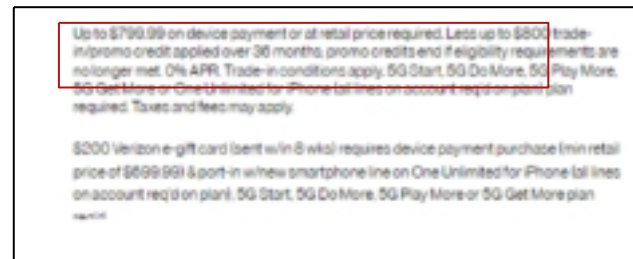 Up to $799.99 on device payment or at retail price required. Less up to $800 trade-
in/promo credit applied over 36 months; promo credits end if eligibility requirements are
no longer met. 0% APR. Trade-in conditions apply. 5G Start, 5G Do More, 5G Play More,
5G Get More or One Unlimited for iPhone (all lines on account req'd on plan) plan
required. Taxes and fees may apply.
$200 Verizon e-gift card (sent w/in 8 wks) requires device payment purchase (min retail
price of $699.99) & port-in w/new smartphone line on One Unlimited for iPhone (all lines
on account req'd on plan), 5G Start, 5G Do More, 5G Play More or 5G Get More plan